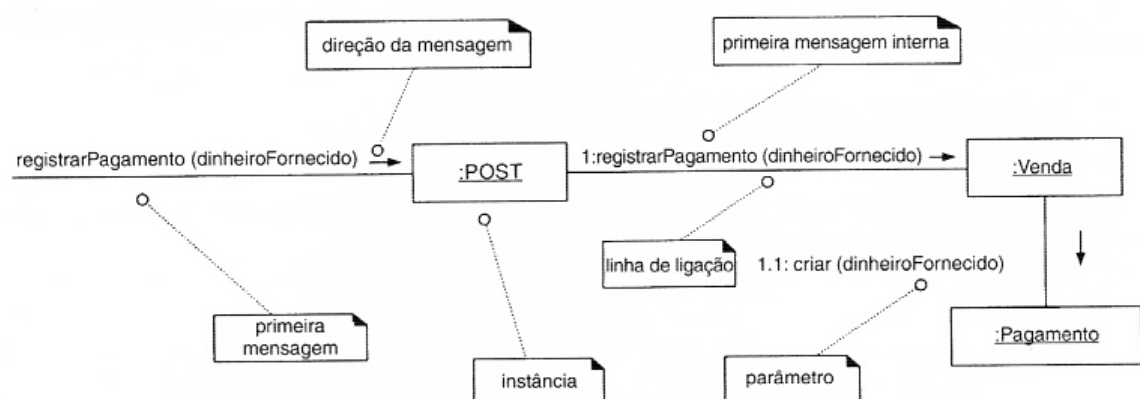 direção da mensagem
primeira mensagem interna
registrarPagamento (dinheiroFornecido)
:POST
1:registrarPagamento (dinheiroFornecido)
:Venda
linha de ligação
1.1: criar (dinheiroFornecido)
primeira
mensagem
:Pagamento
instância
parâmetro